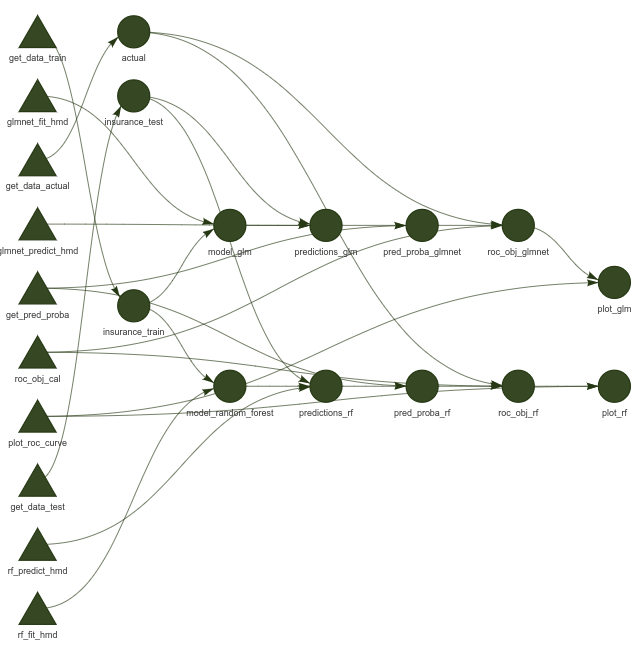 get_data_train
actual
glmnet_fit_hmd
insurance_test
get_data_actual
glmnet_predict_hmd
model_glm
predictions_glm
pred_proba_glmnet
roc_obj_glmnet
get_pred_proba
plot_glm
insurance_train
roc_obj_cal
model_random_forest
predictions_rf
pred_proba_rf
roc_obj_rf
plot_rf
plot_roc_curve
get_data_test
rf_predict_hmd
rf_fit_hmd